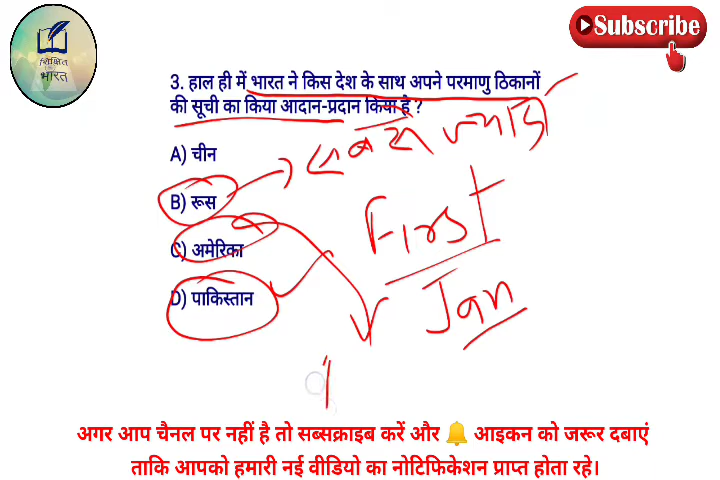 शिक्षित
भारत
Subscribe
3. हाल ही में भारत ने किस देश के साथ अपने परमाणु ठिकानों
की सूची का किया आदान-प्रदान किया है ?
A) चीन
सबसे ज्यादा
B) रूस
First
C) अमेरिका
Jan
D) पाकिस्तान
अगर आप चैनल पर नहीं है तो सब्सक्राइब करें और 🔔 आइकन को जरूर दबाएं
ताकि आपको हमारी नई वीडियो का नोटिफिकेशन प्राप्त होता रहे।